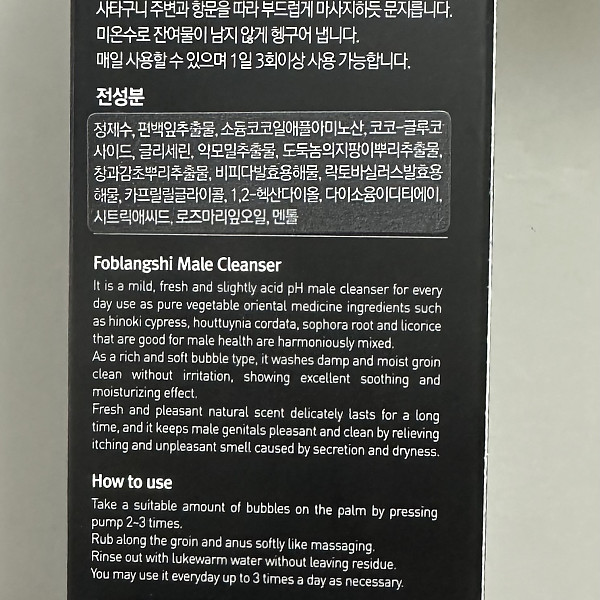 사타구니 주변과 항문을 따라 부드럽게 마사지하듯 문지릅니다.
미온수로 잔여물이 남지 않게 헹구어 냅니다.
매일 사용할 수 있으며 1일 3회이상 사용 가능합니다.
전성분
정제수, 편백잎추출물, 소듐코코일애플아미노산, 코코-글루코
사이드, 글리세린, 약모밀추출물, 도둑놈의지팡이뿌리추출물,
창과감초뿌리추출물, 비피다발효용해물, 락토바실러스발효용
해물, 카프릴릴글라이콜, 1,2-헥산다이올, 다이소듐이디티에이,
시트릭애씨드, 로즈마리잎오일, 멘톨
Foblangshi Male Cleanser
It is a mild, fresh and slightly acid pH male cleanser for every
day use as pure vegetable oriental medicine ingredients such
as hinoki cypress, houttuynia cordata, sophora root and licorice
that are good for male health are harmoniously mixed.
As a rich and soft bubble type, it washes damp and moist groin
clean without irritation, showing excellent soothing and
moisturizing effect.
Fresh and pleasant natural scent delicately lasts for a long
time, and it keeps male genitals pleasant and clean by relieving
itching and unpleasant smell caused by secretion and dryness.
How to use
Take a suitable amount of bubbles on the palm by pressing
pump 2~3 times.
Rub along the groin and anus softly like massaging.
Rinse out with lukewarm water without leaving residue.
You may use it everyday up to 3 times a day as necessary.